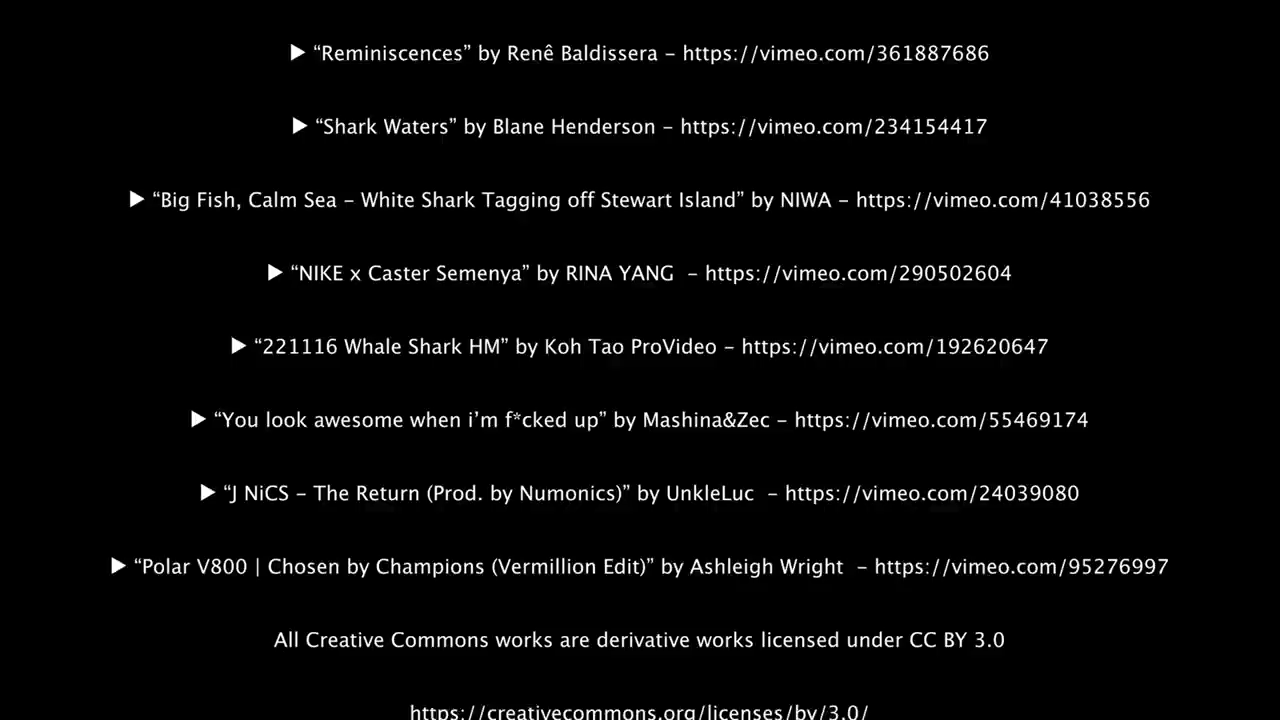 ▶ “Reminiscences” by Renê Baldissera – https://vimeo.com/361887686
▶ “Shark Waters” by Blane Henderson – https://vimeo.com/234154417
▶ “Big Fish, Calm Sea – White Shark Tagging off Stewart Island” by NIWA – https://vimeo.com/41038556
▶ “NIKE x Caster Semenya” by RINA YANG – https://vimeo.com/290502604
▶ “221116 Whale Shark HM” by Koh Tao ProVideo – https://vimeo.com/192620647
▶ “You look awesome when i’m f*cked up” by Mashina&Zec – https://vimeo.com/55469174
▶ “J NiCS – The Return (Prod. by Numonics)” by UnkleLuc – https://vimeo.com/24039080
▶ “Polar V800 | Chosen by Champions (Vermillion Edit)” by Ashleigh Wright – https://vimeo.com/95276997
All Creative Commons works are derivative works licensed under CC BY 3.0
https://creativecommons.org/licenses/by/3.0/